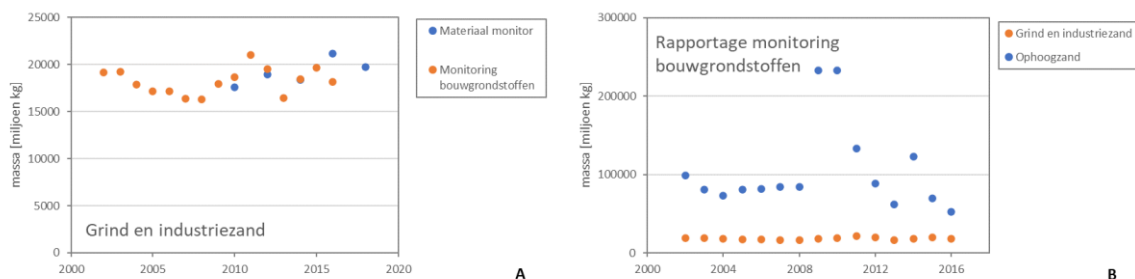 25000
20000
15000
10000
5000
0
massa [miljoen kg]
Grind en industriezand
2000
2005
2010
2015
2020
Materiaal monitor
Monitoring
bouwgrondstoffen
A
300000
200000
100000
0
massa [miljoen kg]
Rapportage monitoring
bouwgrondstoffen
2000
2004
2008
2012
2016
Grind en industriezand
Ophoogzand
B